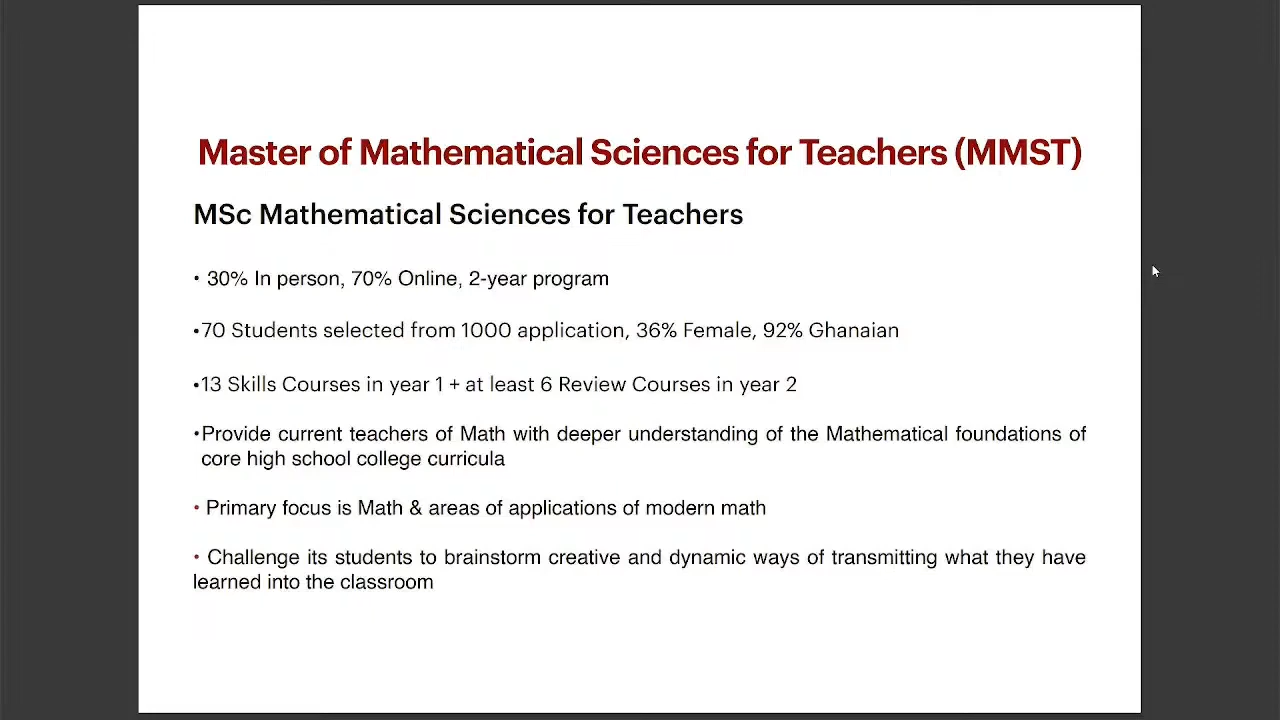 Master of Mathematical Sciences for Teachers (MMST)
MSc Mathematical Sciences for Teachers
• 30% In person, 70% Online, 2-year program
•70 Students selected from 1000 application, 36% Female, 92% Ghanaian
•13 Skills Courses in year 1 + at least 6 Review Courses in year 2
•Provide current teachers of Math with deeper understanding of the Mathematical foundations of
core high school college curricula
• Primary focus is Math & areas of applications of modern math
• Challenge its students to brainstorm creative and dynamic ways of transmitting what they have
learned into the classroom